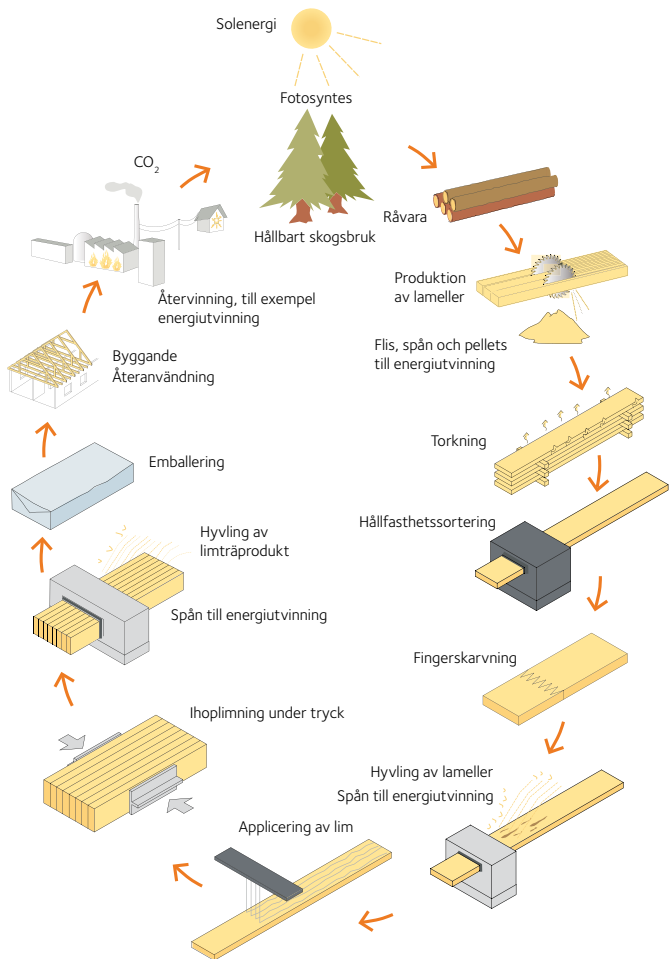 Solenergi
Fotosyntes
CO₂
Hållbart skogsbruk
Råvara
Produktion
av lameller
Flis, spån och pellets
till energiutvinning
Torkning
Hållfasthetssortering
Fingerskarvning
Hyvling av lameller
Spån till energiutvinning
Applicering av lim
Ihoplimning under tryck
Hyvling av
limträprodukt
Spån till energiutvinning
Emballering
Byggande
Återanvändning
Återvinning, till exempel
energiutvinning